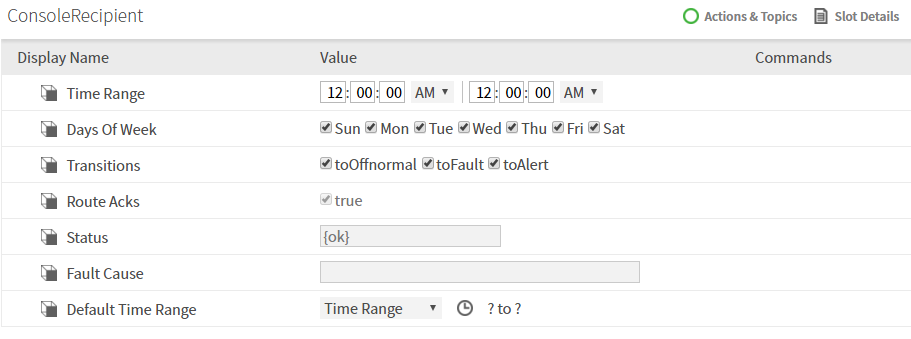 ConsoleRecipient Actions & Topics Slot Details
Display Name Value Commands
Time Range 12:00:00 AM 12:00:00 AM
Days Of Week Sun Mon Tue Wed Thu Fri Sat
Transitions toOffnormal toFault toAlert
Route Acks true
Status {ok}
Fault Cause
Default Time Range Time Range ? to ?